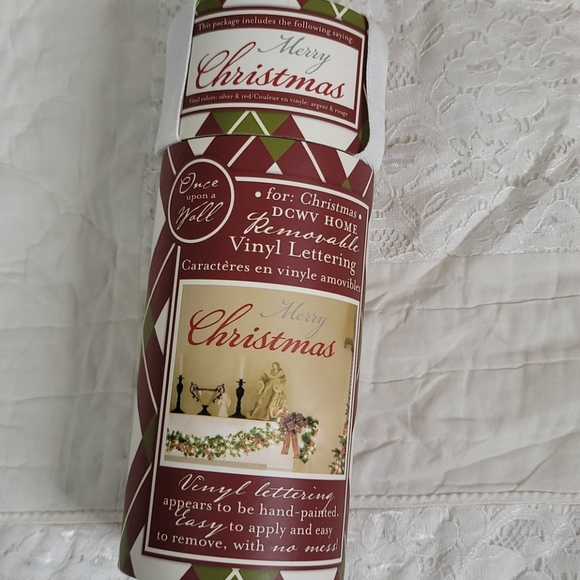 This package includes the following saying:
Merry
Christmas
Vinyl colors: silver & red/Couleur en vinyle: argent & rouge
Once
upon a
Wall
• for: Christmas •
DCWV HOME
Removable
Vinyl Lettering
Caractères en vinyle amovibles
Merry
Christmas
Vinyl lettering
appears to be hand-painted.
Easy to apply and easy
to remove, with no mess!